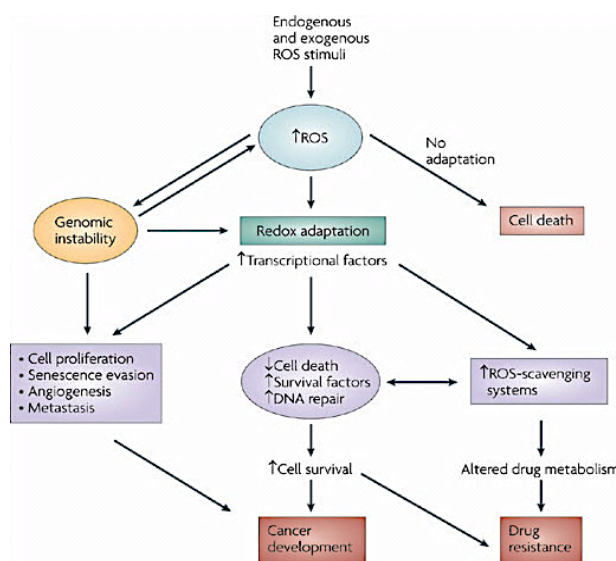 Endogenous
and exogenous
ROS stimuli
↑ROS
No
adaptation
Genomic
instability
Redox adaptation
Cell death
↑Transcriptional factors
• Cell proliferation
• Senescence evasion
• Angiogenesis
• Metastasis
↓Cell death
↑Survival factors
↑DNA repair
↑ROS-scavenging
systems
↑Cell survival
Altered drug metabolism
Cancer
development
Drug
resistance